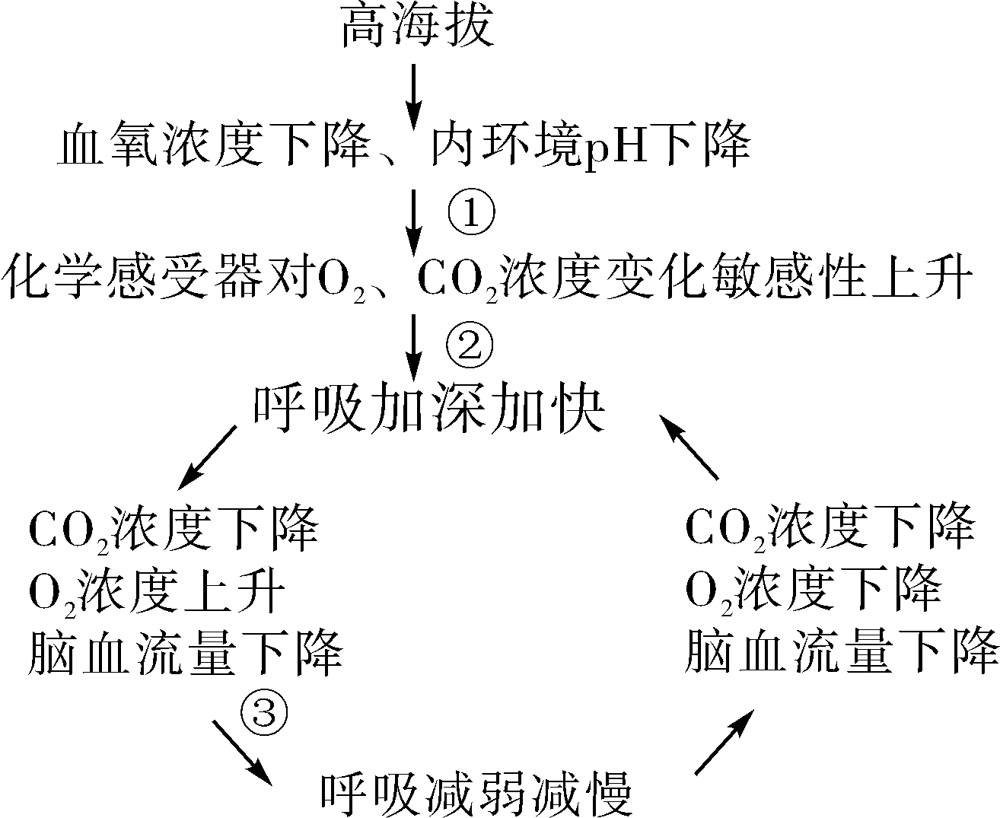 高海拔
血氧浓度下降、内环境pH下降
①
化学感受器对O₂、CO₂浓度变化敏感性上升
②
呼吸加深加快
CO₂浓度下降
O₂浓度上升
脑血流量下降
CO₂浓度下降
O₂浓度下降
脑血流量下降
③
呼吸减弱减慢